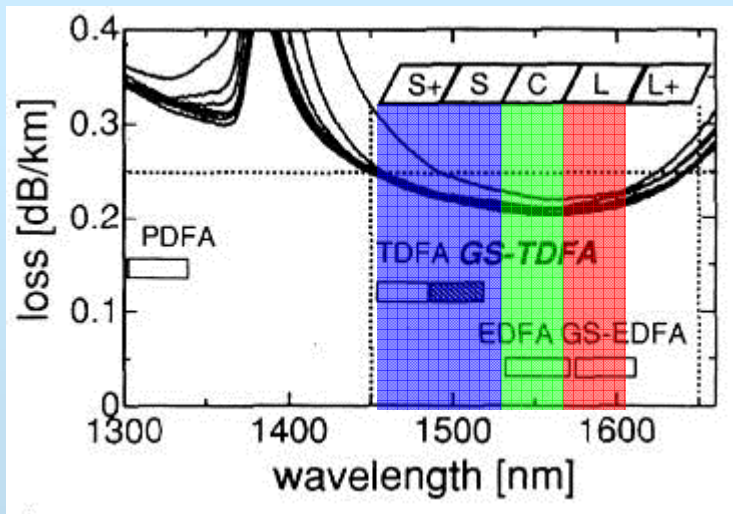 0.4
S+ S C L L+
0.3
0.2
PDFA
TDFA GS-TDFA
0.1
EDFA GS-EDFA
0
1300 1400 1500 1600
wavelength [nm]
loss [dB/km]